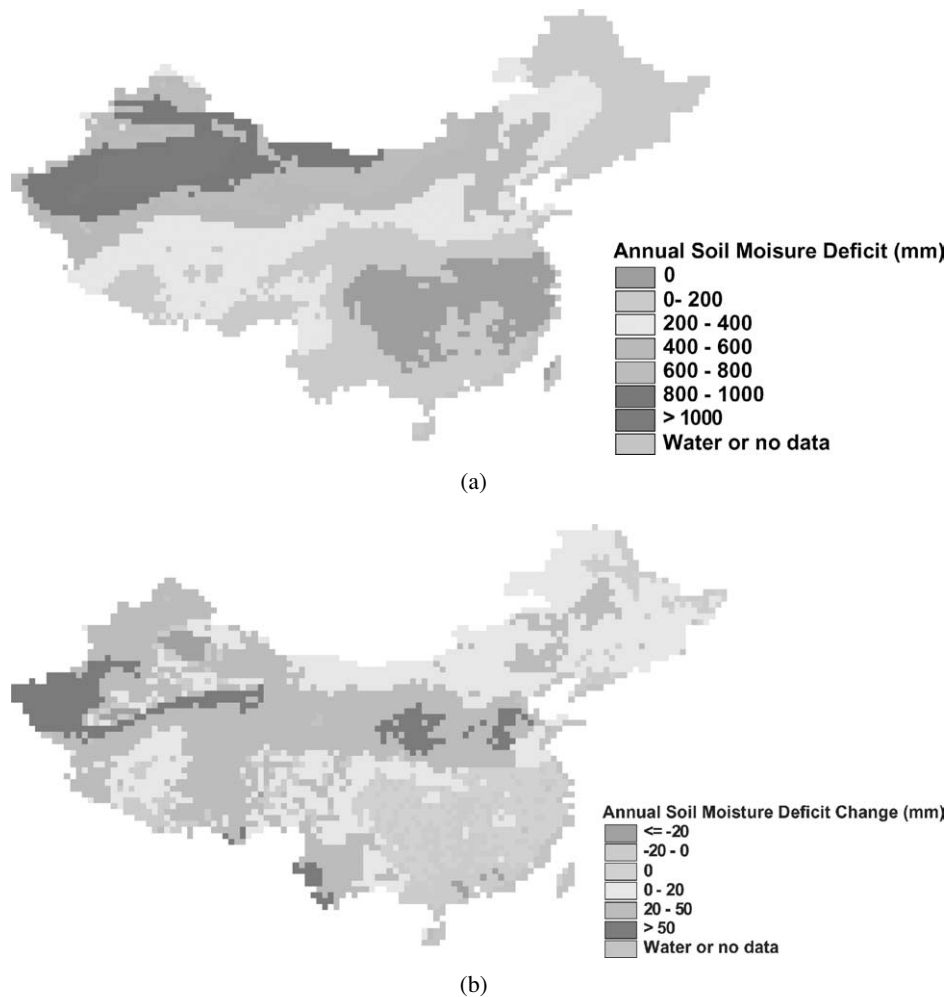 Annual Soil Moisure Deficit (mm)
0
0- 200
200 - 400
400 - 600
600 - 800
800 - 1000
> 1000
Water or no data
(a)
Annual Soil Moisture Deficit Change (mm)
<= -20
-20 - 0
0
0 - 20
20 - 50
> 50
Water or no data
(b)